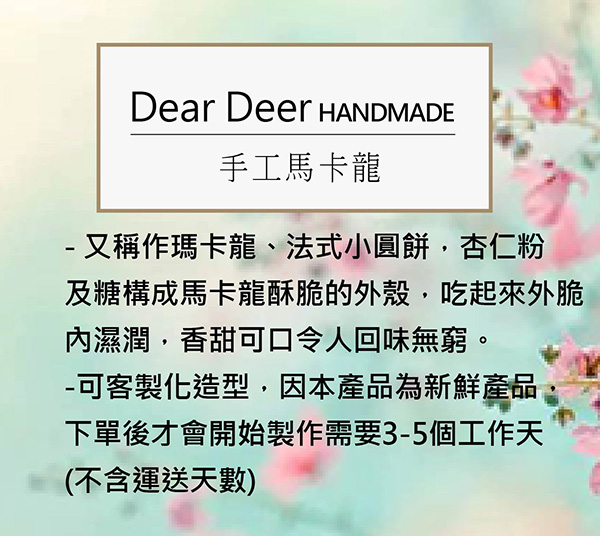 Dear Deer HANDMADE
手工馬卡龍
- 又稱作瑪卡龍、法式小圓餅，杏仁粉
及糖構成馬卡龍酥脆的外殼，吃起來外脆
內濕潤，香甜可口令人回味無窮。
-可客製化造型，因本產品為新鮮產品，
下單後才會開始製作需要3-5個工作天
(不含運送天數)